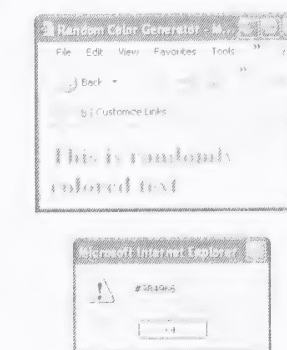 Random Color Generator - M...
File Edit View Favorites Tools »
Back
Customize Links
This is randomly
colored text
Microsoft Internet Explorer